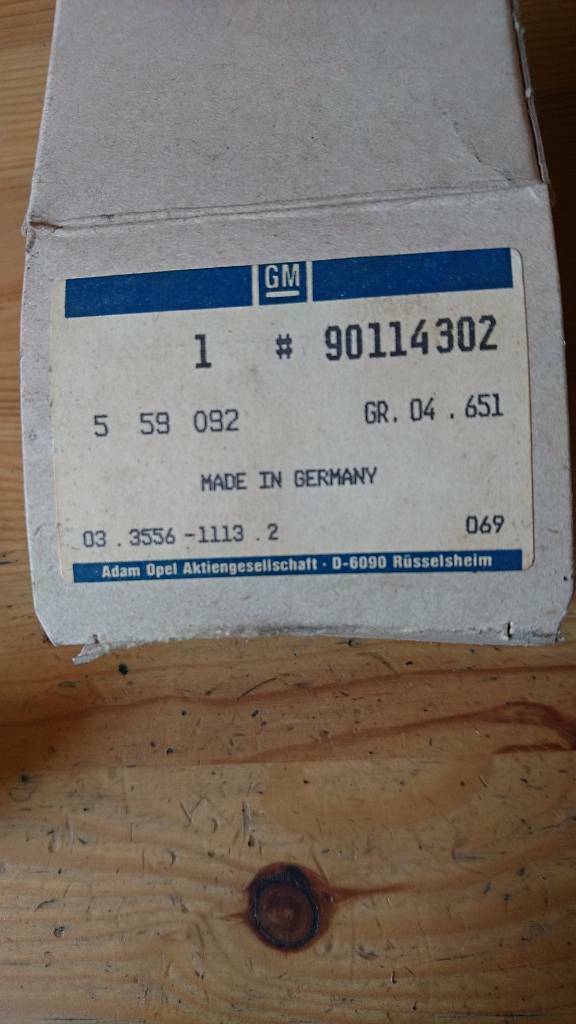 GM
1 # 90114302
5 59 092 GR. 04 . 651
MADE IN GERMANY
03 . 3556 -1113 . 2 069
Adam Opel Aktiengesellschaft · D-6090 Rüsselsheim